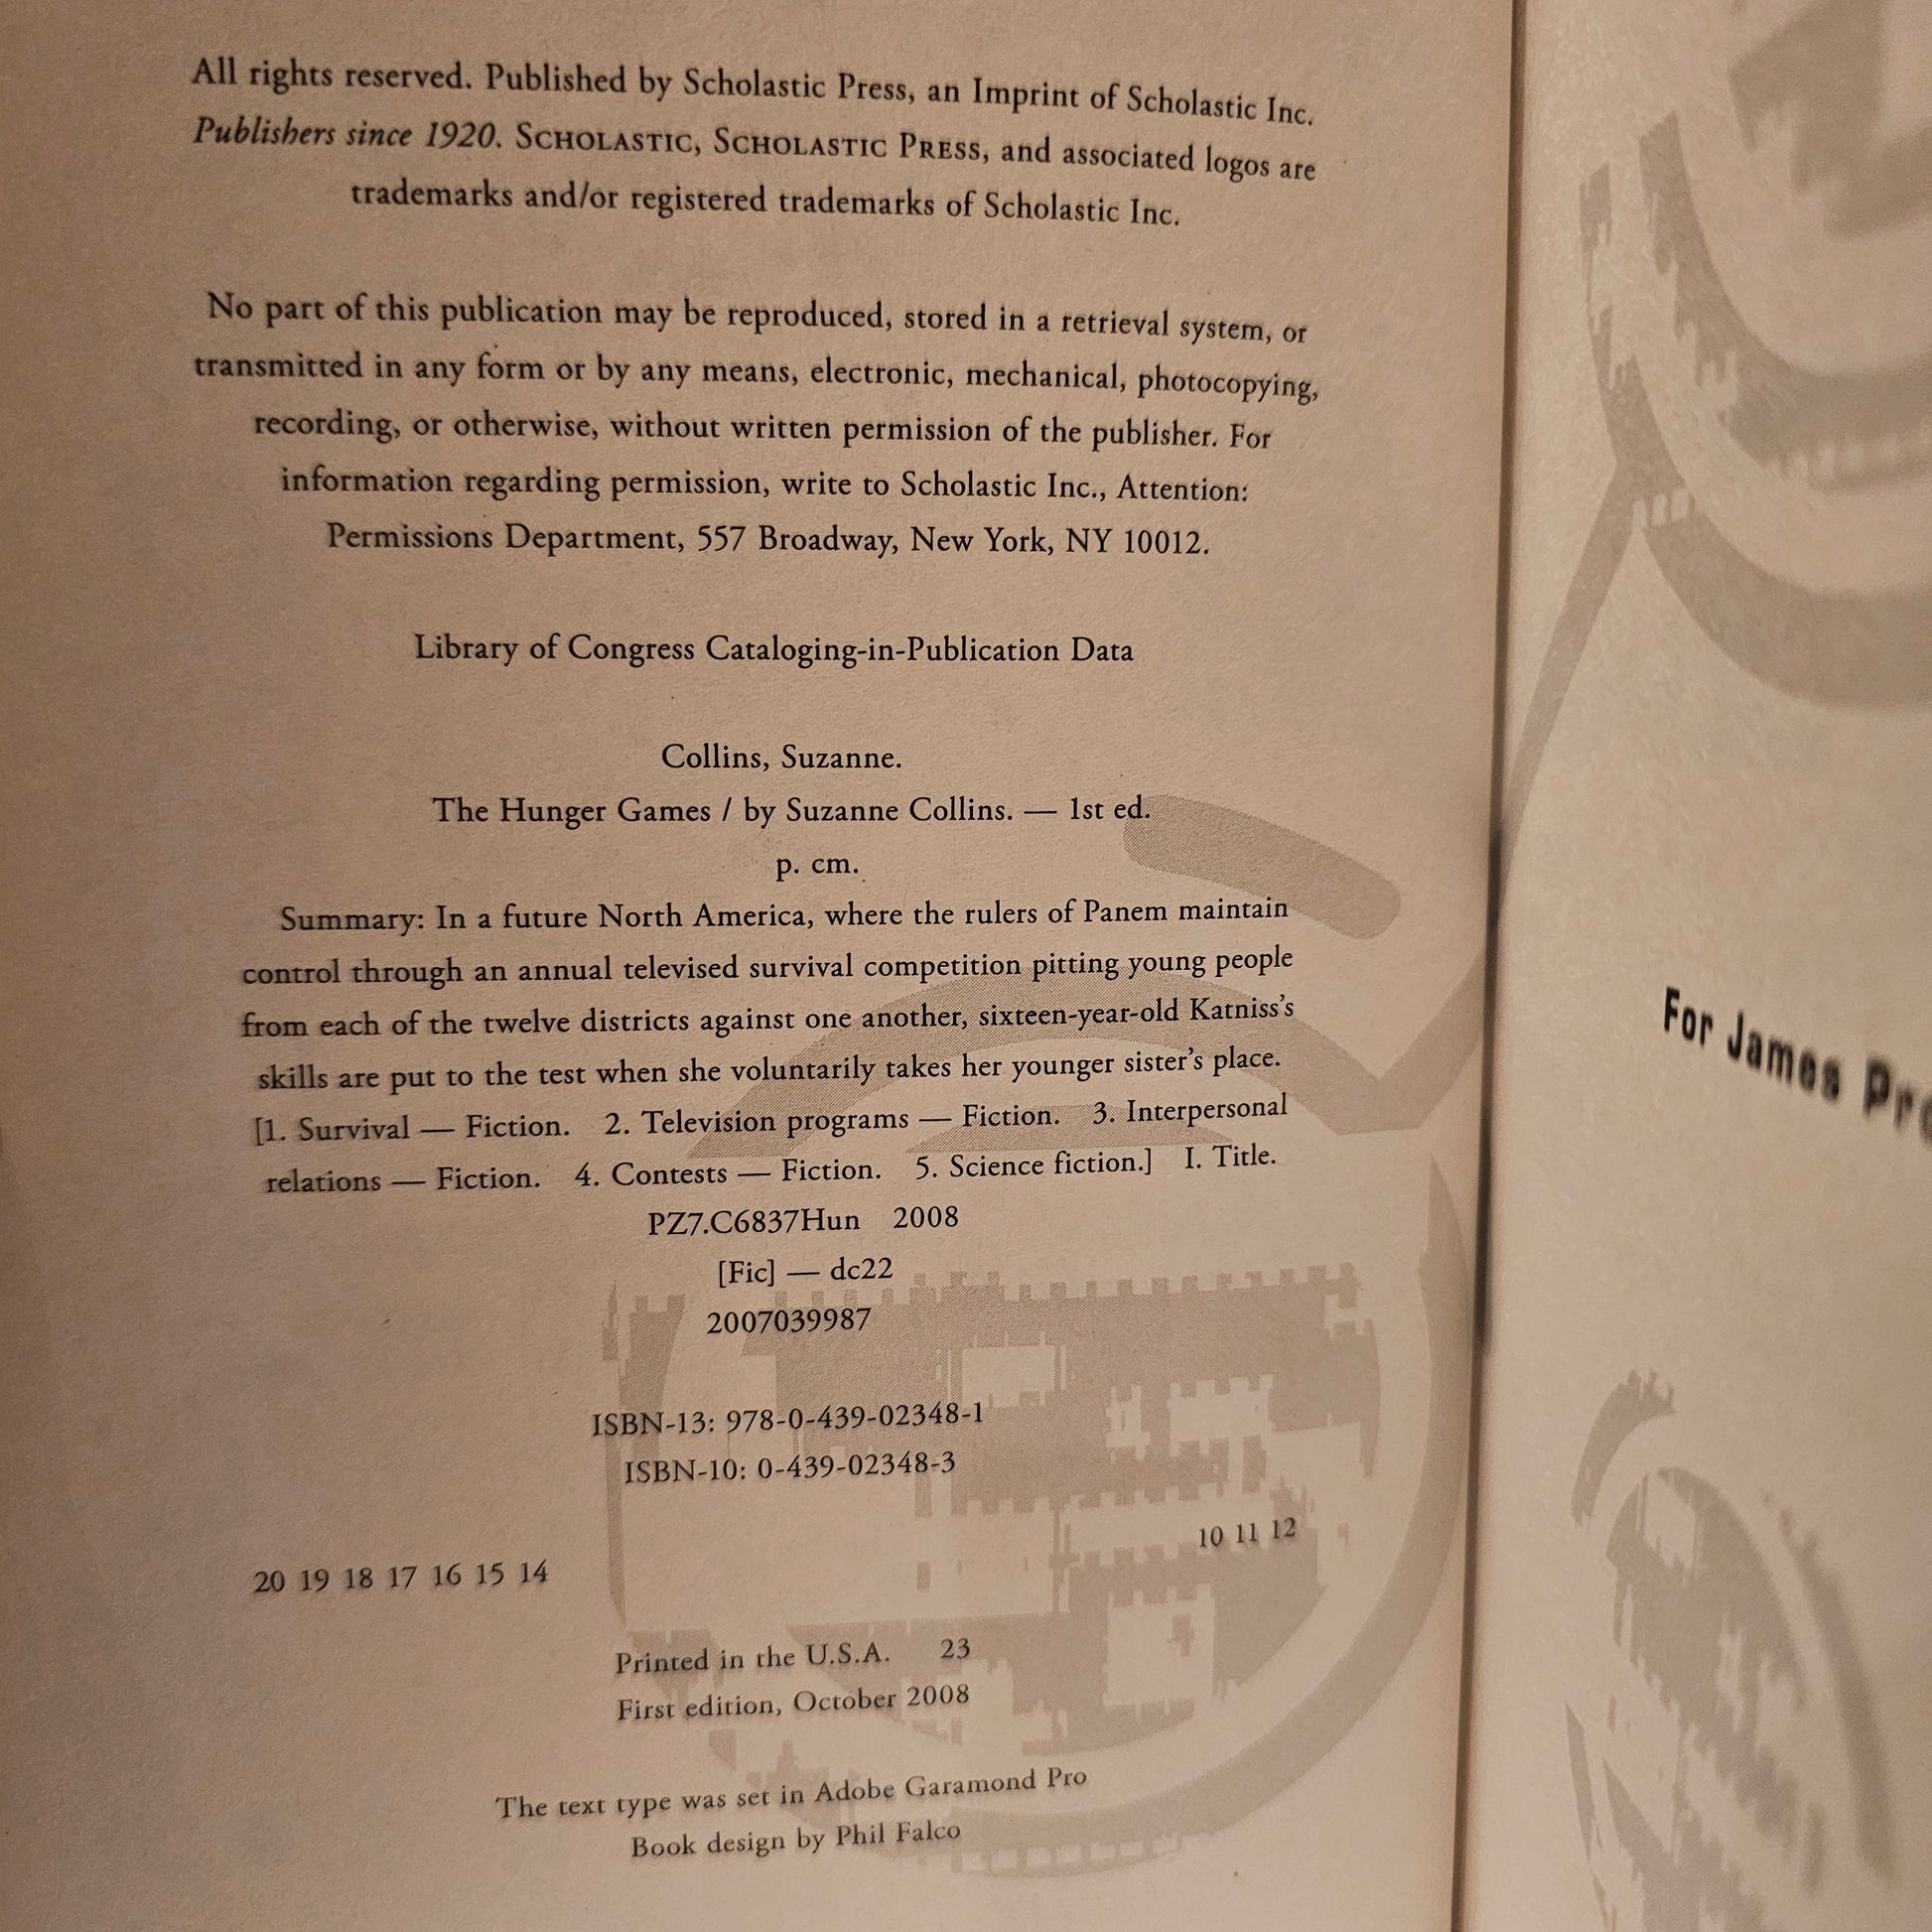 All rights reserved. Published by Scholastic Press, an Imprint of Scholastic Inc.
Publishers since 1920. SCHOLASTIC, SCHOLASTIC PRESS, and associated logos are
trademarks and/or registered trademarks of Scholastic Inc.
No part of this publication may be reproduced, stored in a retrieval system, or
transmitted in any form or by any means, electronic, mechanical, photocopying,
recording, or otherwise, without written permission of the publisher. For
information regarding permission, write to Scholastic Inc., Attention:
Permissions Department, 557 Broadway, New York, NY 10012.
Library of Congress Cataloging-in-Publication Data
Collins, Suzanne.
The Hunger Games / by Suzanne Collins. — 1st ed.
p. cm.
Summary: In a future North America, where the rulers of Panem maintain
control through an annual televised survival competition pitting young people
from each of the twelve districts against one another, sixteen-year-old Katniss's
skills are put to the test when she voluntarily takes her younger sister's place.
[1. Survival — Fiction. 2. Television programs — Fiction. 3. Interpersonal
relations — Fiction. 4. Contests — Fiction. 5. Science fiction.] I. Title.
PZ7.C6837Hun 2008
[Fic] — dc22
2007039987
ISBN-13: 978-0-439-02348-1
ISBN-10: 0-439-02348-3
20 19 18 17 16 15 14 10 11 12
Printed in the U.S.A. 23
First edition, October 2008
The text type was set in Adobe Garamond Pro
Book design by Phil Falco
For James